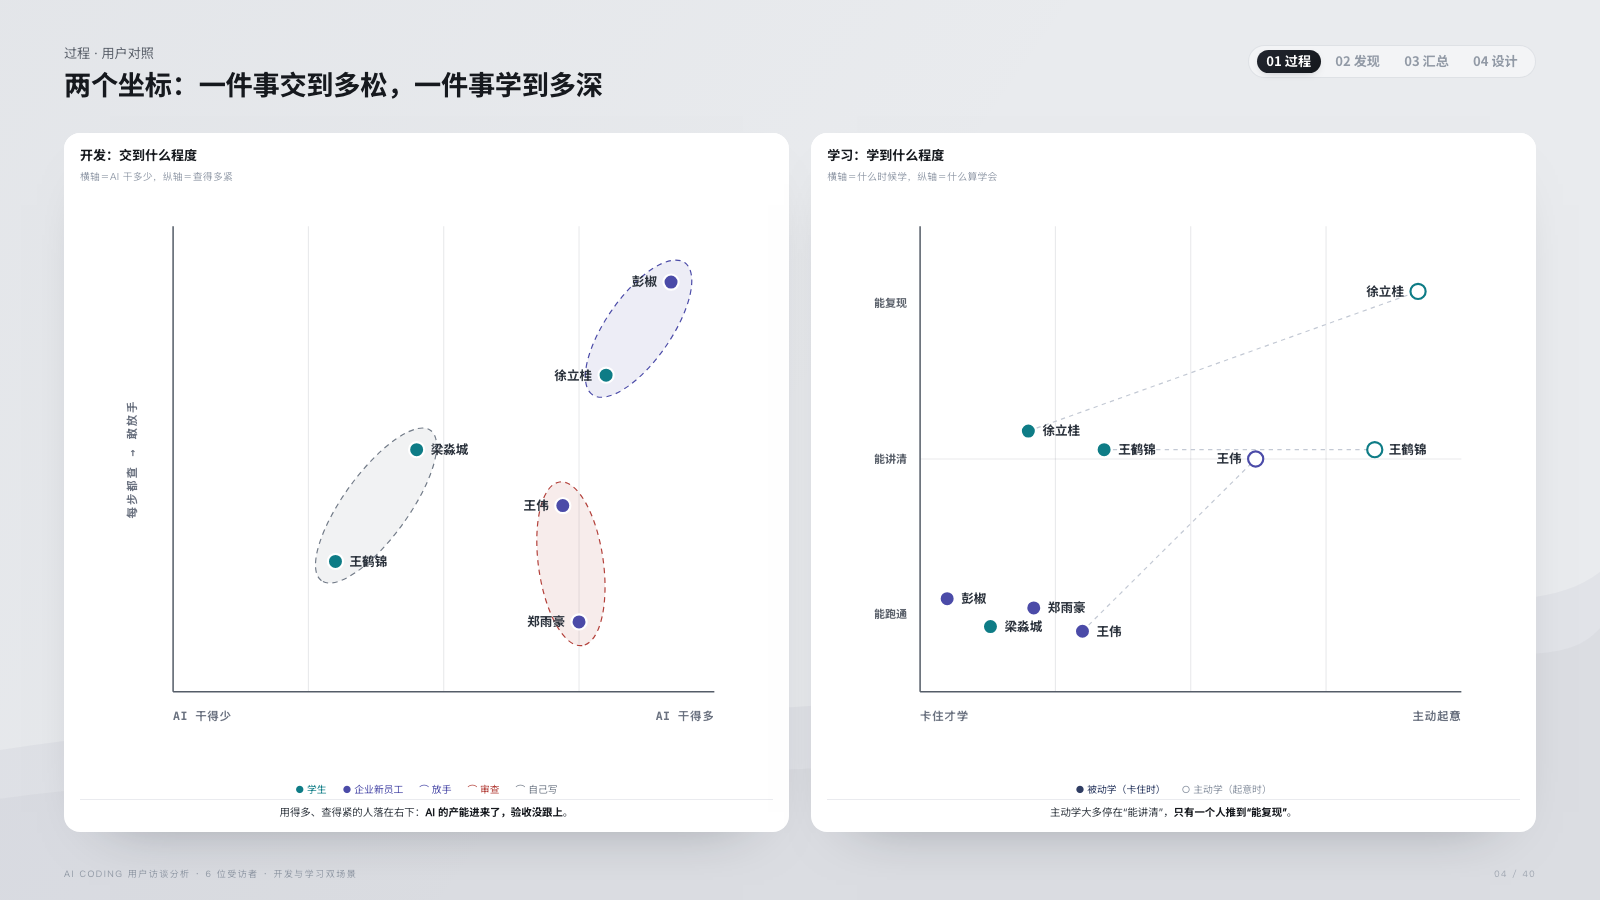 过程 · 用户对照
两个坐标：一件事交到多松，一件事学到多深
01 过程
02 发现
03 汇总
04 设计
开发：交到什么程度
横轴＝AI 干多少，纵轴＝查得多紧
每步都查 → 敢放手
彭椒
徐立桂
梁淼城
王伟
王鹤锦
郑雨豪
AI 干得少
AI 干得多
学生
企业新员工
放手
审查
自己写
用得多、查得紧的人落在右下：AI 的产能进来了，验收没跟上。
学习：学到什么程度
横轴＝什么时候学，纵轴＝什么算学会
能复现
能讲清
能跑通
徐立桂
徐立桂
王鹤锦
王伟
王鹤锦
彭椒
郑雨豪
梁淼城
王伟
卡住才学
主动起意
被动学（卡住时）
主动学（起意时）
主动学大多停在“能讲清”，只有一个人推到“能复现”。
AI CODING 用户访谈分析 · 6 位受访者 · 开发与学习双场景
04 / 40